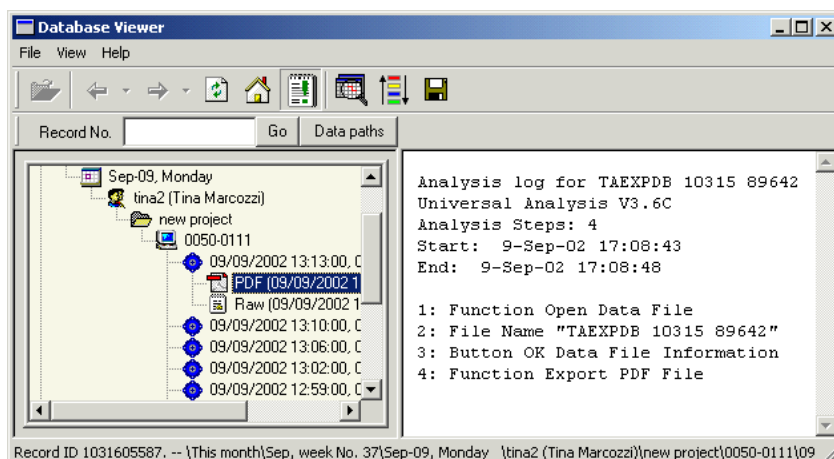 Database Viewer
File View Help
Record No. Go Data paths
Sep-09, Monday
tina2 (Tina Marcozzi)
new project
0050-0111
09/09/2002 13:13:00, 0
PDF (09/09/2002 1
Raw (09/09/2002 1
09/09/2002 13:10:00, 0
09/09/2002 13:06:00, 0
09/09/2002 13:02:00, 0
09/09/2002 12:59:00, 0
Analysis log for TAEXPDB 10315 89642
Universal Analysis V3.6C
Analysis Steps: 4
Start: 9-Sep-02 17:08:43
End: 9-Sep-02 17:08:48
1: Function Open Data File
2: File Name "TAEXPDB 10315 89642"
3: Button OK Data File Information
4: Function Export PDF File
Record ID 1031605587. -- \This month\Sep, week No. 37\Sep-09, Monday \tina2 (Tina Marcozzi)\new project\0050-0111\09